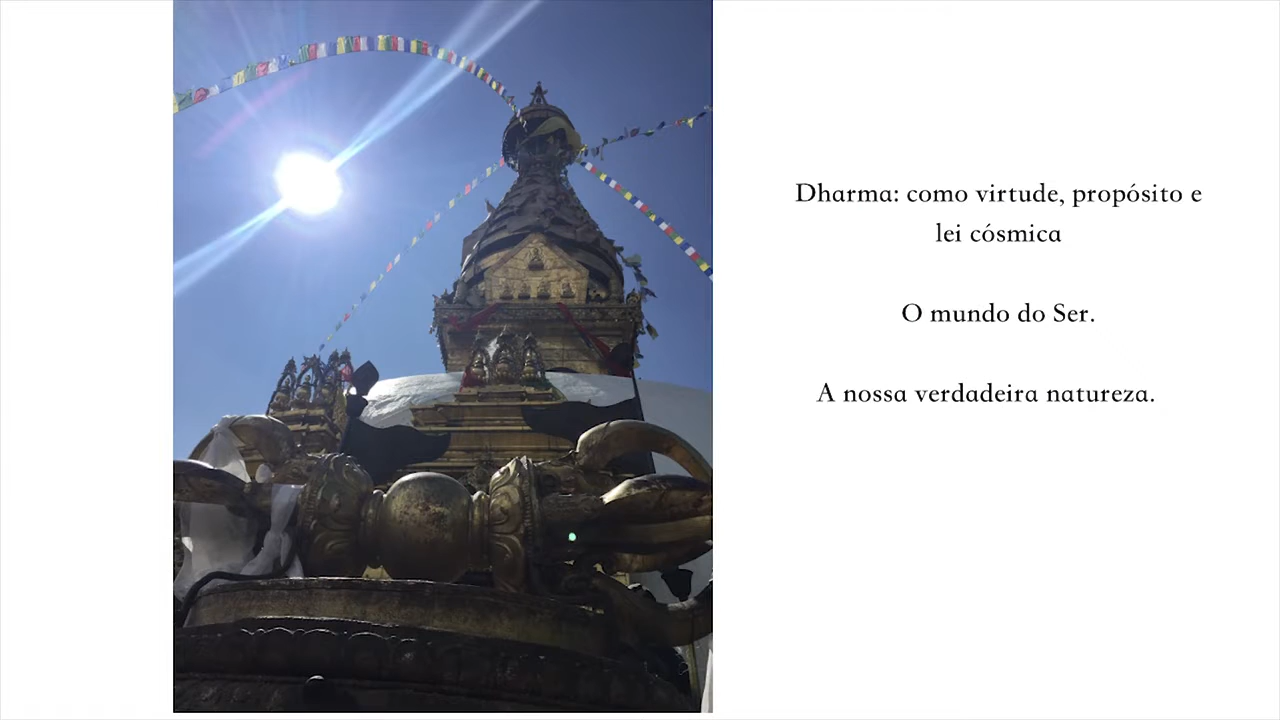 Dharma: como virtude, propósito e
lei cósmica
O mundo do Ser.
A nossa verdadeira natureza.